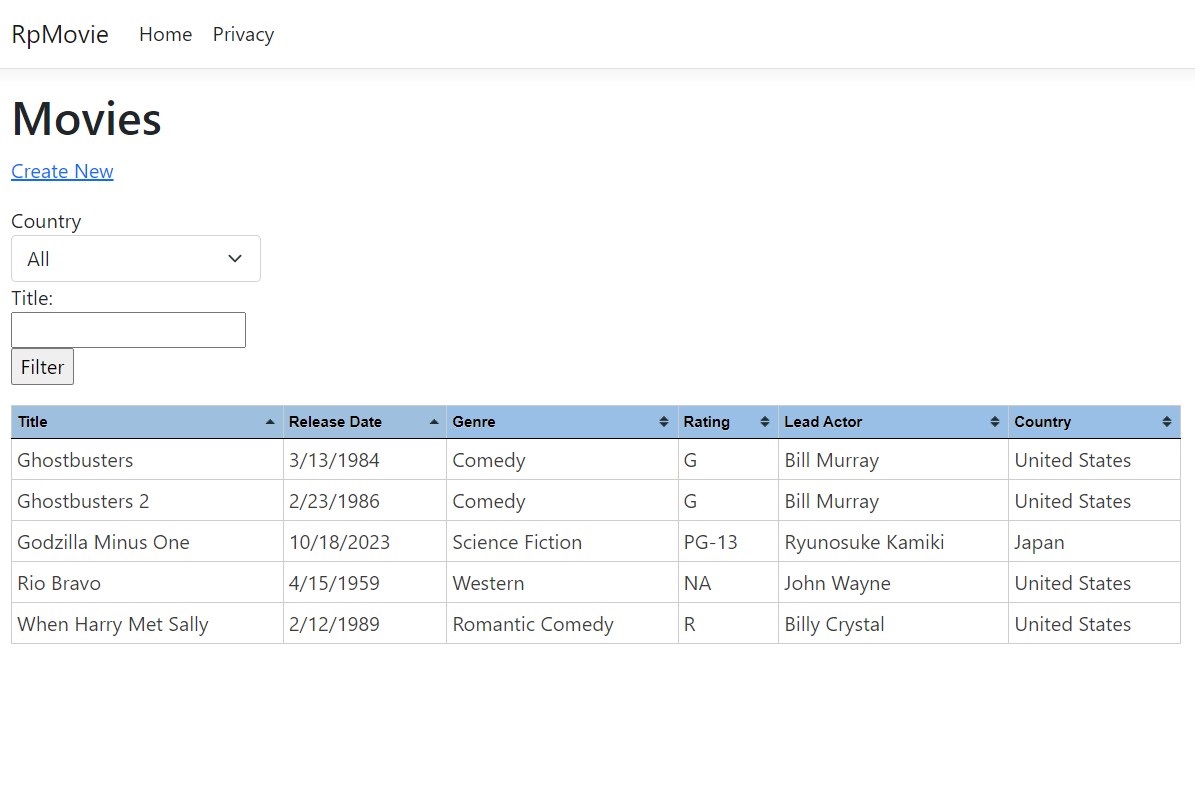 RpMovie Home Privacy
Movies
Create New
Country
All
Title:
Filter
Title Release Date Genre Rating Lead Actor Country
Ghostbusters 3/13/1984 Comedy G Bill Murray United States
Ghostbusters 2 2/23/1986 Comedy G Bill Murray United States
Godzilla Minus One 10/18/2023 Science Fiction PG-13 Ryunosuke Kamiki Japan
Rio Bravo 4/15/1959 Western NA John Wayne United States
When Harry Met Sally 2/12/1989 Romantic Comedy R Billy Crystal United States